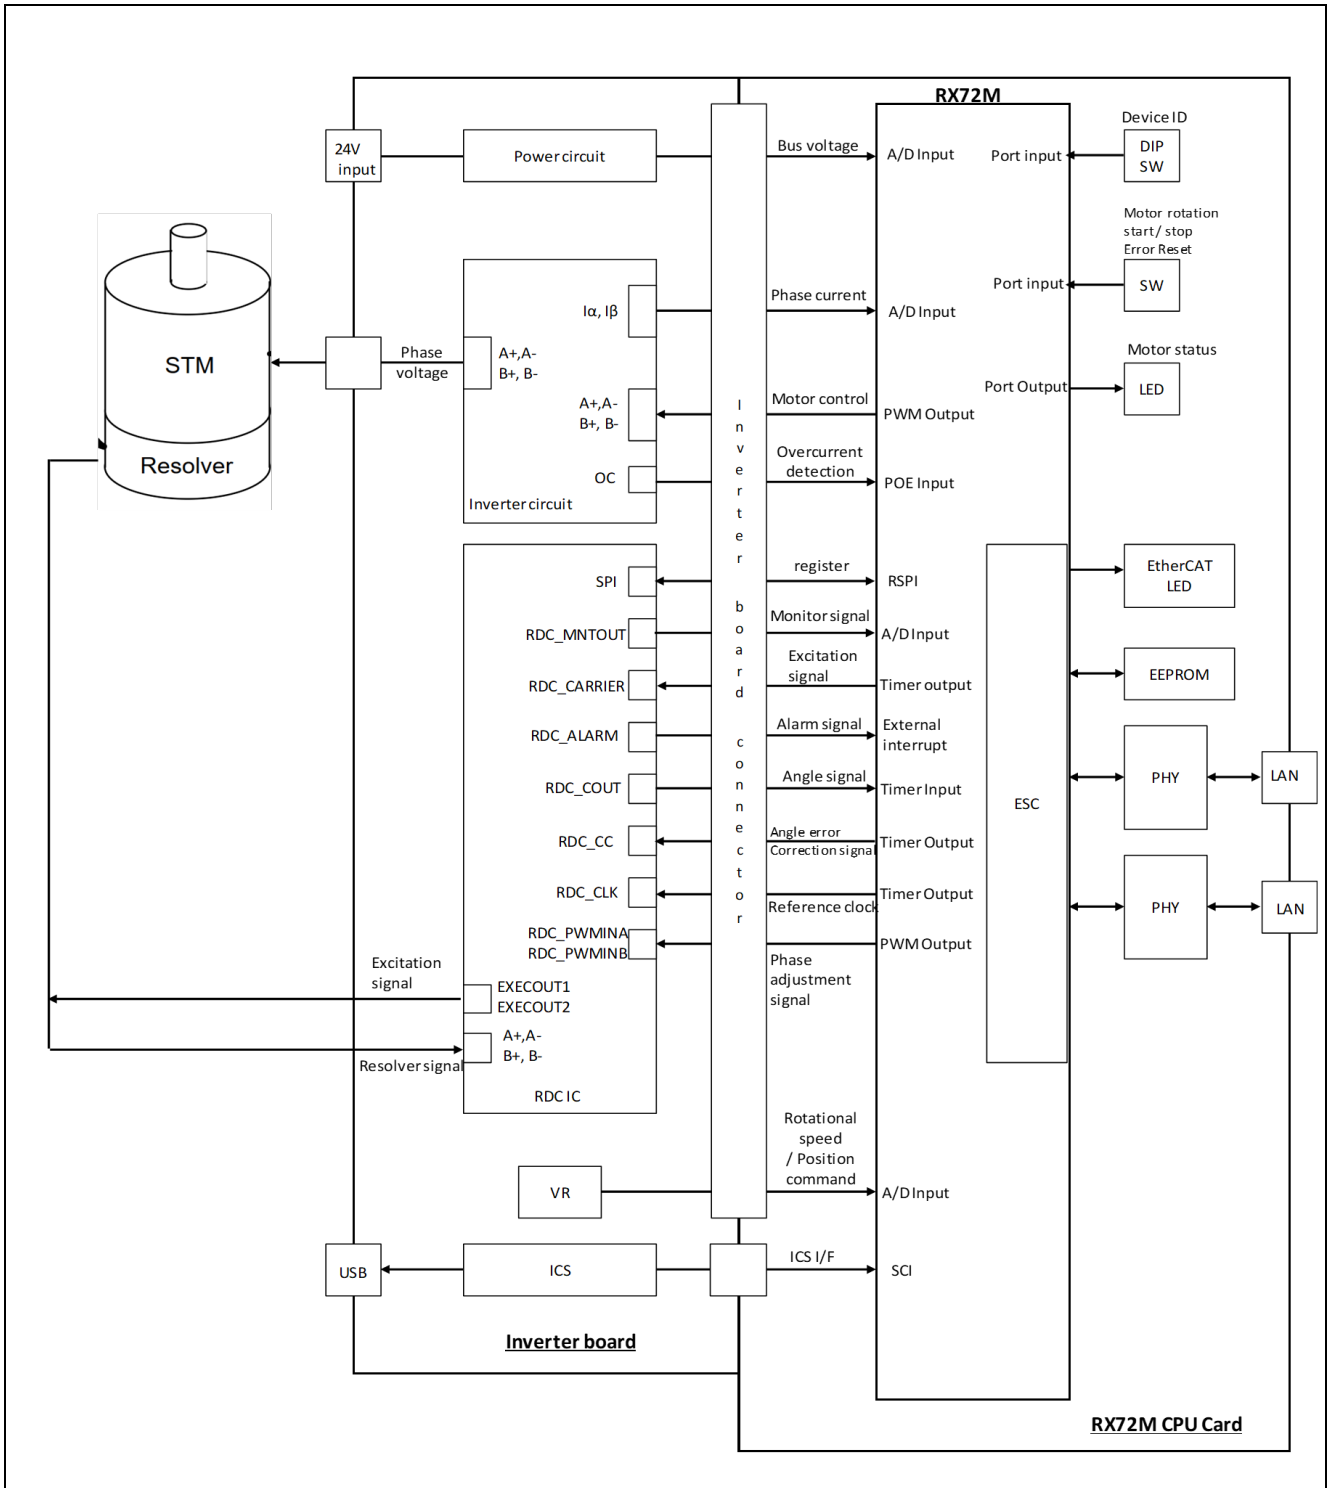 RX72M
Device ID
24V
input
Power circuit
Bus voltage
A/D Input
Port input
DIP
SW
Motor rotation
start/ stop
Error Reset
Iα, Iβ
Phase current
A/D Input
Port input
SW
STM
Phase
voltage
A+,A-
B+, B-
Motor status
A+,A-
B+, B-
Motor control
PWM Output
Port Output
LED
Resolver
OC
Overcurrent
detection
POE Input
Inverter circuit
Inverter board connector
SPI
register
RSPI
EtherCAT
LED
RDC_MNTOUT
Monitor signal
A/D Input
RDC_CARRIER
Excitation
signal
Timer output
EEPROM
RDC_ALARM
Alarm signal
External
interrupt
RDC_COUT
Angle signal
Timer Input
ESC
PHY
LAN
RDC_CC
Angle error
Correction signal
Timer Output
RDC_CLK
Reference clock
Timer Output
PHY
LAN
RDC_PWMINA
RDC_PWMINB
Phase
adjustment
signal
PWM Output
Excitation
signal
EXECOUT1
EXECOUT2
Resolver signal
A+,A-
B+, B-
RDC IC
VR
Rotational
speed
/ Position
command
A/D Input
USB
ICS
ICS I/F
SCI
Inverter board
RX72M CPU Card